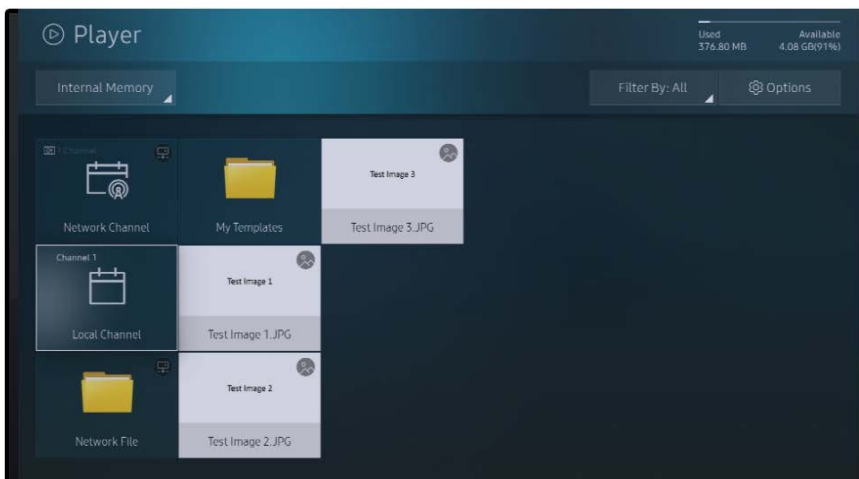 Player
Used
376.80 MB
Available
4.08 GB(91%)
Internal Memory
Filter By: All
Options
1 Channel
Network Channel
My Templates
Test Image 3
Test Image 3.JPG
Channel 1
Local Channel
Test Image 1
Test Image 1.JPG
Network File
Test Image 2
Test Image 2.JPG